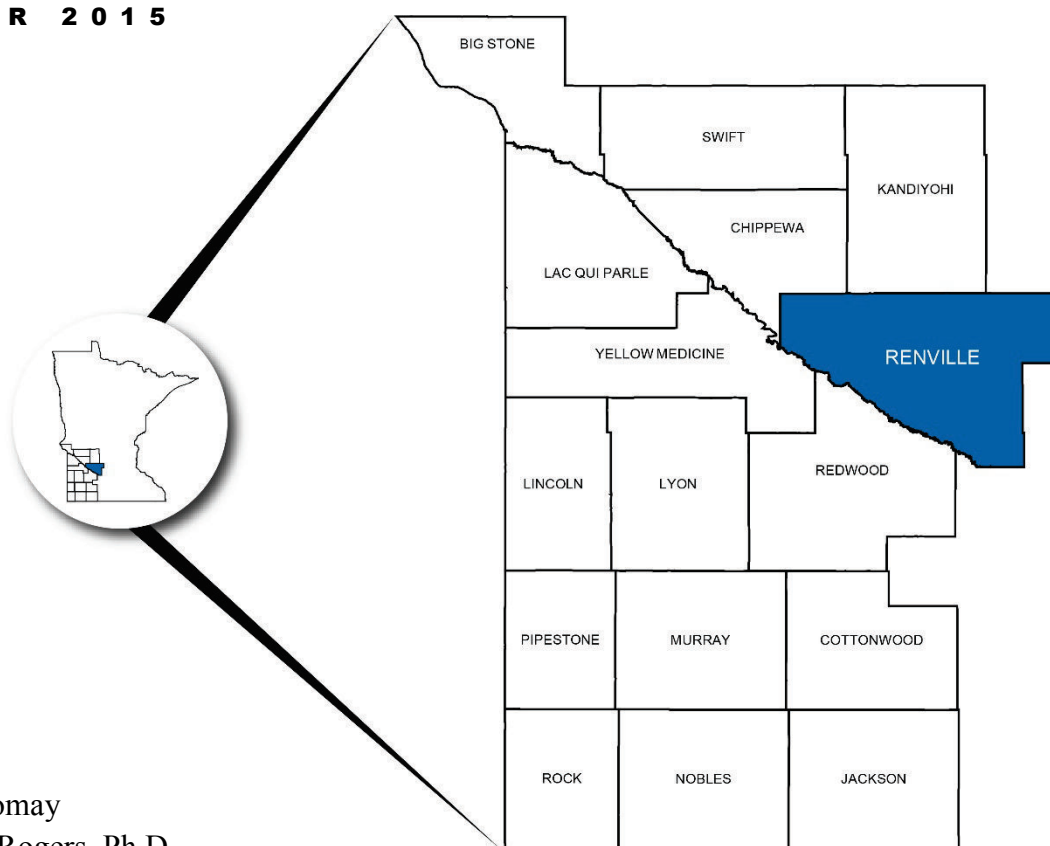 R 2015
BIG STONE
SWIFT
KANDIYOHI
CHIPPEWA
LAC QUI PARLE
YELLOW MEDICINE
RENVILLE
REDWOOD
LINCOLN
LYON
PIPESTONE
MURRAY
COTTONWOOD
ROCK
NOBLES
JACKSON
omay
Rogers, Ph.D.